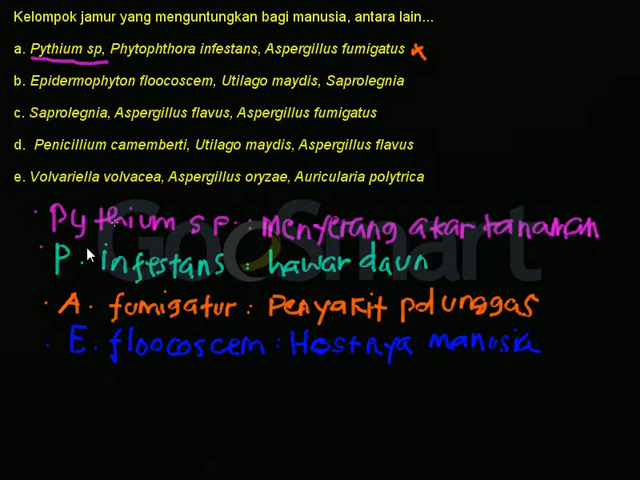 Kelompok jamur yang menguntungkan bagi manusia, antara lain...
a. Pythium sp, Phytophthora infestans, Aspergillus fumigatus x
b. Epidermophyton floocoscem, Utilago maydis, Saprolegnia
c. Saprolegnia, Aspergillus flavus, Aspergillus fumigatus
d. Penicillium camemberti, Utilago maydis, Aspergillus flavus
e. Volvariella volvacea, Aspergillus oryzae, Auricularia polytrica
GooSmart
· Pythium sp. : Menyerang akar tanaman
· P. infestans : hawar daun
· A. fumigatur : Penyakit pd unggas
· E. floocoscem : Hostnya manusia